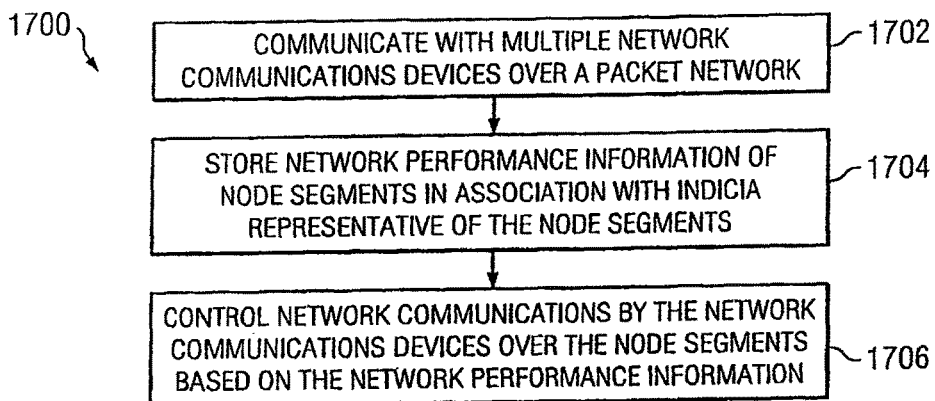 1700
COMMUNICATE WITH MULTIPLE NETWORK
COMMUNICATIONS DEVICES OVER A PACKET NETWORK
1702
STORE NETWORK PERFORMANCE INFORMATION OF
NODE SEGMENTS IN ASSOCIATION WITH INDICIA
REPRESENTATIVE OF THE NODE SEGMENTS
1704
CONTROL NETWORK COMMUNICATIONS BY THE NETWORK
COMMUNICATIONS DEVICES OVER THE NODE SEGMENTS
BASED ON THE NETWORK PERFORMANCE INFORMATION
1706